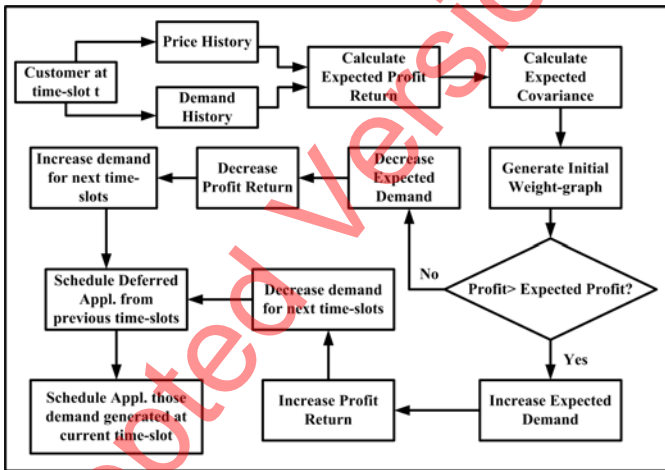 Price History
Customer at
time-slot t
Demand
History
Calculate
Expected Profit
Return
Calculate
Expected
Covariance
Increase demand
for next time-
slots
Decrease
Profit Return
Decrease
Expected
Demand
Generate Initial
Weight-graph
No
Profit> Expected Profit?
Yes
Schedule Deferred
Appl. from
previous time-slots
Decrease demand
for next time-slots
Schedule Appl. those
demand generated at
current time-slot
Increase Profit
Return
Increase Expected
Demand
epted Versi